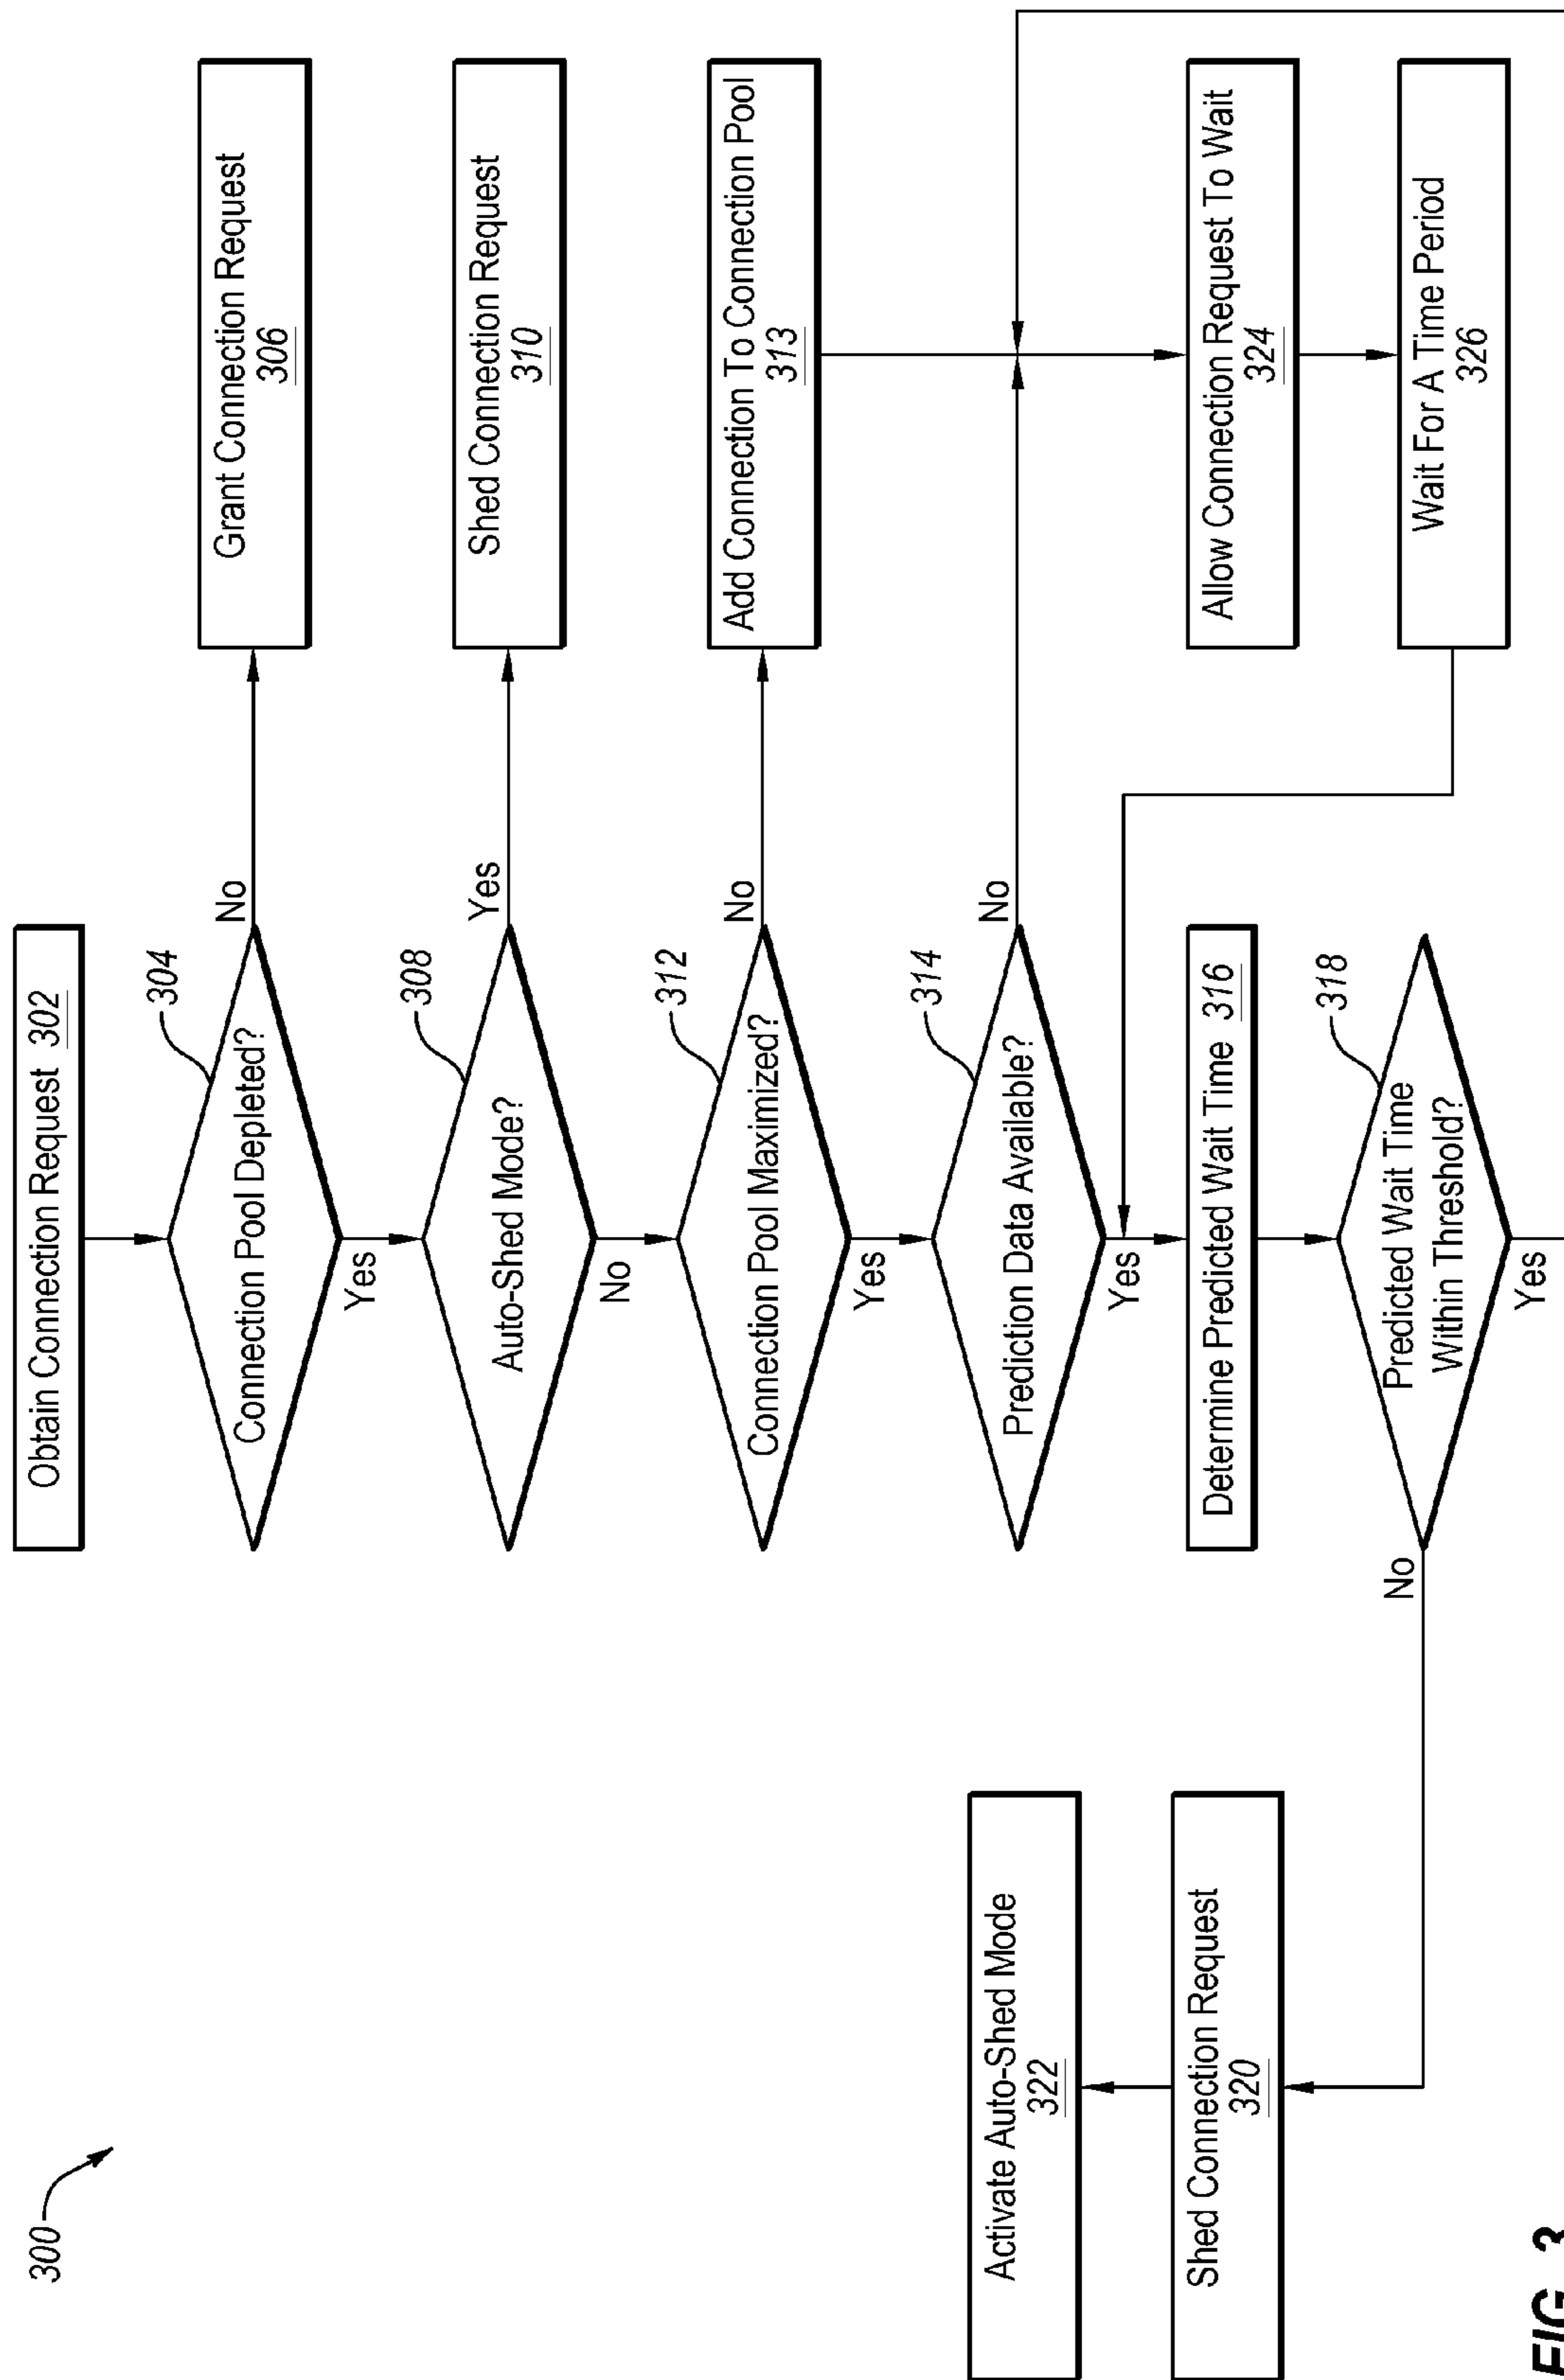 300
Obtain Connection Request 302
304
Connection Pool Depleted?
No
Grant Connection Request
306
Yes
308
Auto-Shed Mode?
Yes
Shed Connection Request
310
No
312
Connection Pool Maximized?
No
Add Connection To Connection Pool
313
Yes
314
Prediction Data Available?
No
Yes
Determine Predicted Wait Time 316
318
Predicted Wait Time
Within Threshold?
No
Yes
Activate Auto-Shed Mode
322
Shed Connection Request
320
Allow Connection Request To Wait
324
Wait For A Time Period
326
FIG. 3